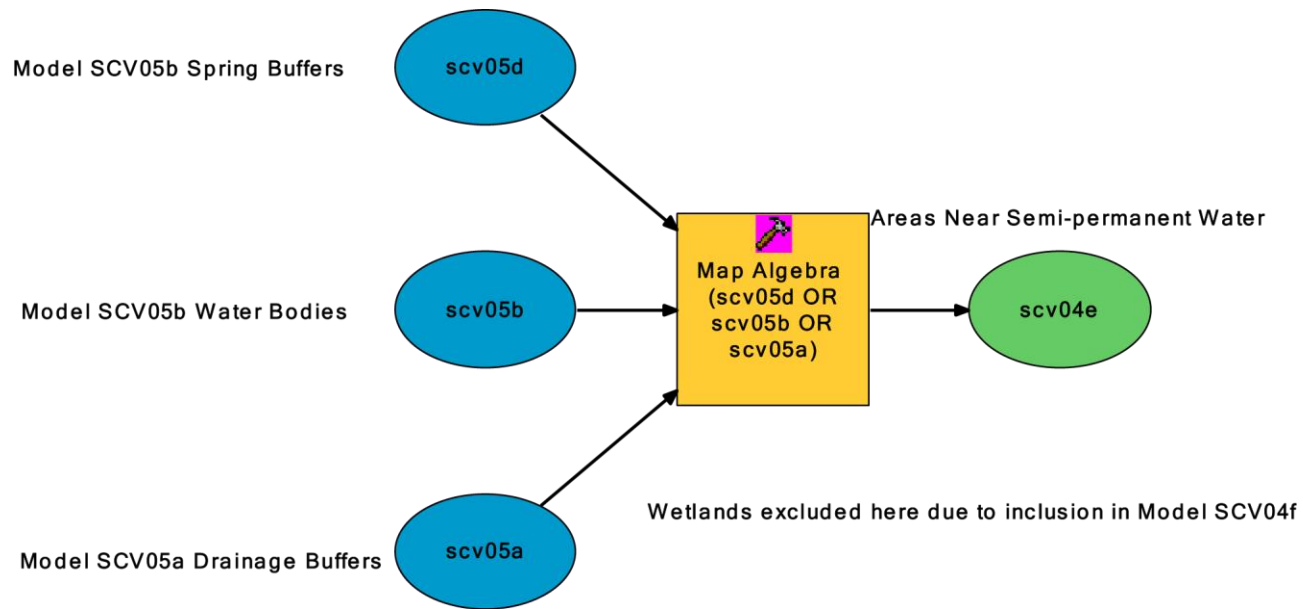 Model SCV05b Spring Buffers
scv05d
Areas Near Semi-permanent Water
Map Algebra
(scv05d OR
scv05b OR
scv05a)
Model SCV05b Water Bodies
scv05b
scv04e
Wetlands excluded here due to inclusion in Model SCV04f
Model SCV05a Drainage Buffers
scv05a